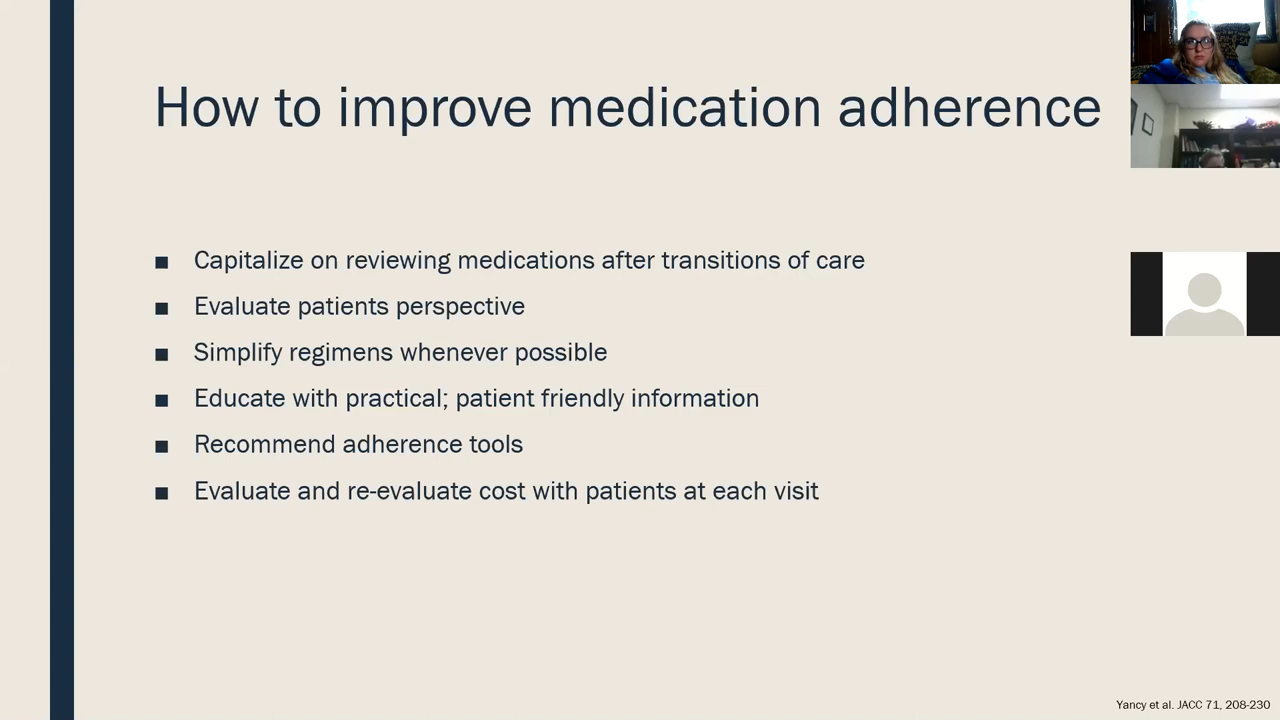 How to improve medication adherence
■ Capitalize on reviewing medications after transitions of care
■ Evaluate patients perspective
■ Simplify regimens whenever possible
■ Educate with practical; patient friendly information
■ Recommend adherence tools
■ Evaluate and re-evaluate cost with patients at each visit
Yancy et al. JACC 71, 208-230